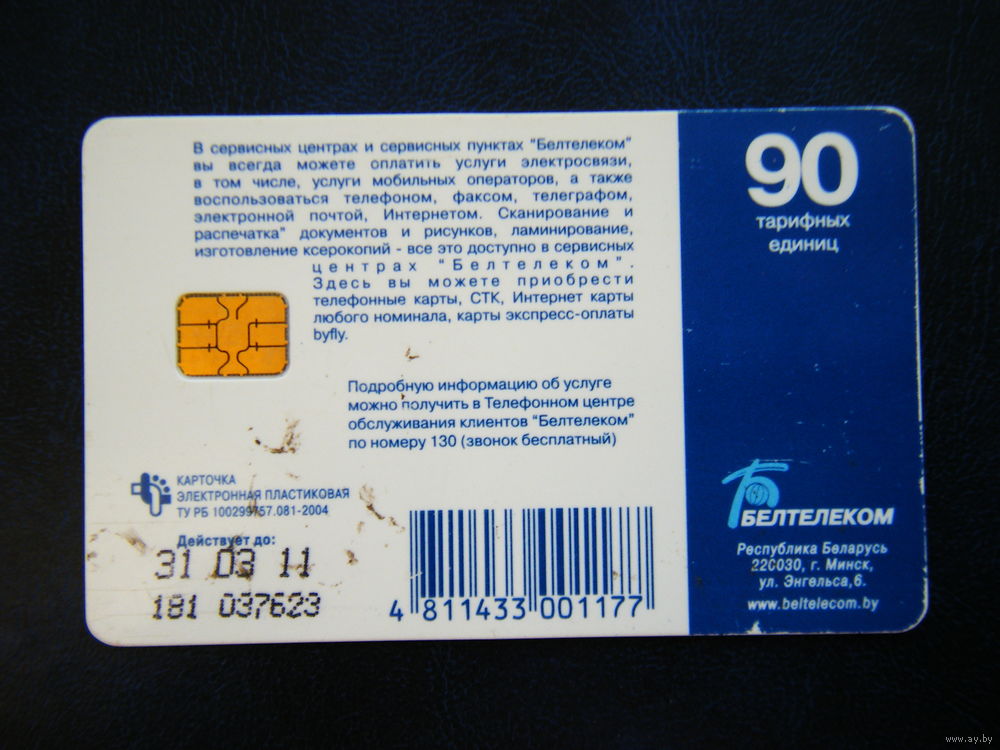 В сервисных центрах и сервисных пунктах "Белтелеком"
вы всегда можете оплатить услуги электросвязи,
в том числе, услуги мобильных операторов, а также
воспользоваться телефоном, факсом, телеграфом,
электронной почтой, Интернетом. Сканирование и
распечатка" документов и рисунков, ламинирование,
изготовление ксерокопий - все это доступно в сервисных
центрах "Белтелеком".
Здесь вы можете приобрести
телефонные карты, СТК, Интернет карты
любого номинала, карты экспресс-оплаты
byfly.
Подробную информацию об услуге
можно получить в Телефонном центре
обслуживания клиентов "Белтелеком"
по номеру 130 (звонок бесплатный)
КАРТОЧКА
ЭЛЕКТРОННАЯ ПЛАСТИКОВАЯ
ТУ РБ 100299757.081-2004
Действует до:
31 03 11
181 037623
4 811433 001177
90
тарифных
единиц
БЕЛТЕЛЕКОМ
Республика Беларусь
220030, г. Минск,
ул. Энгельса,6.
www.beltelecom.by
www.ay.by